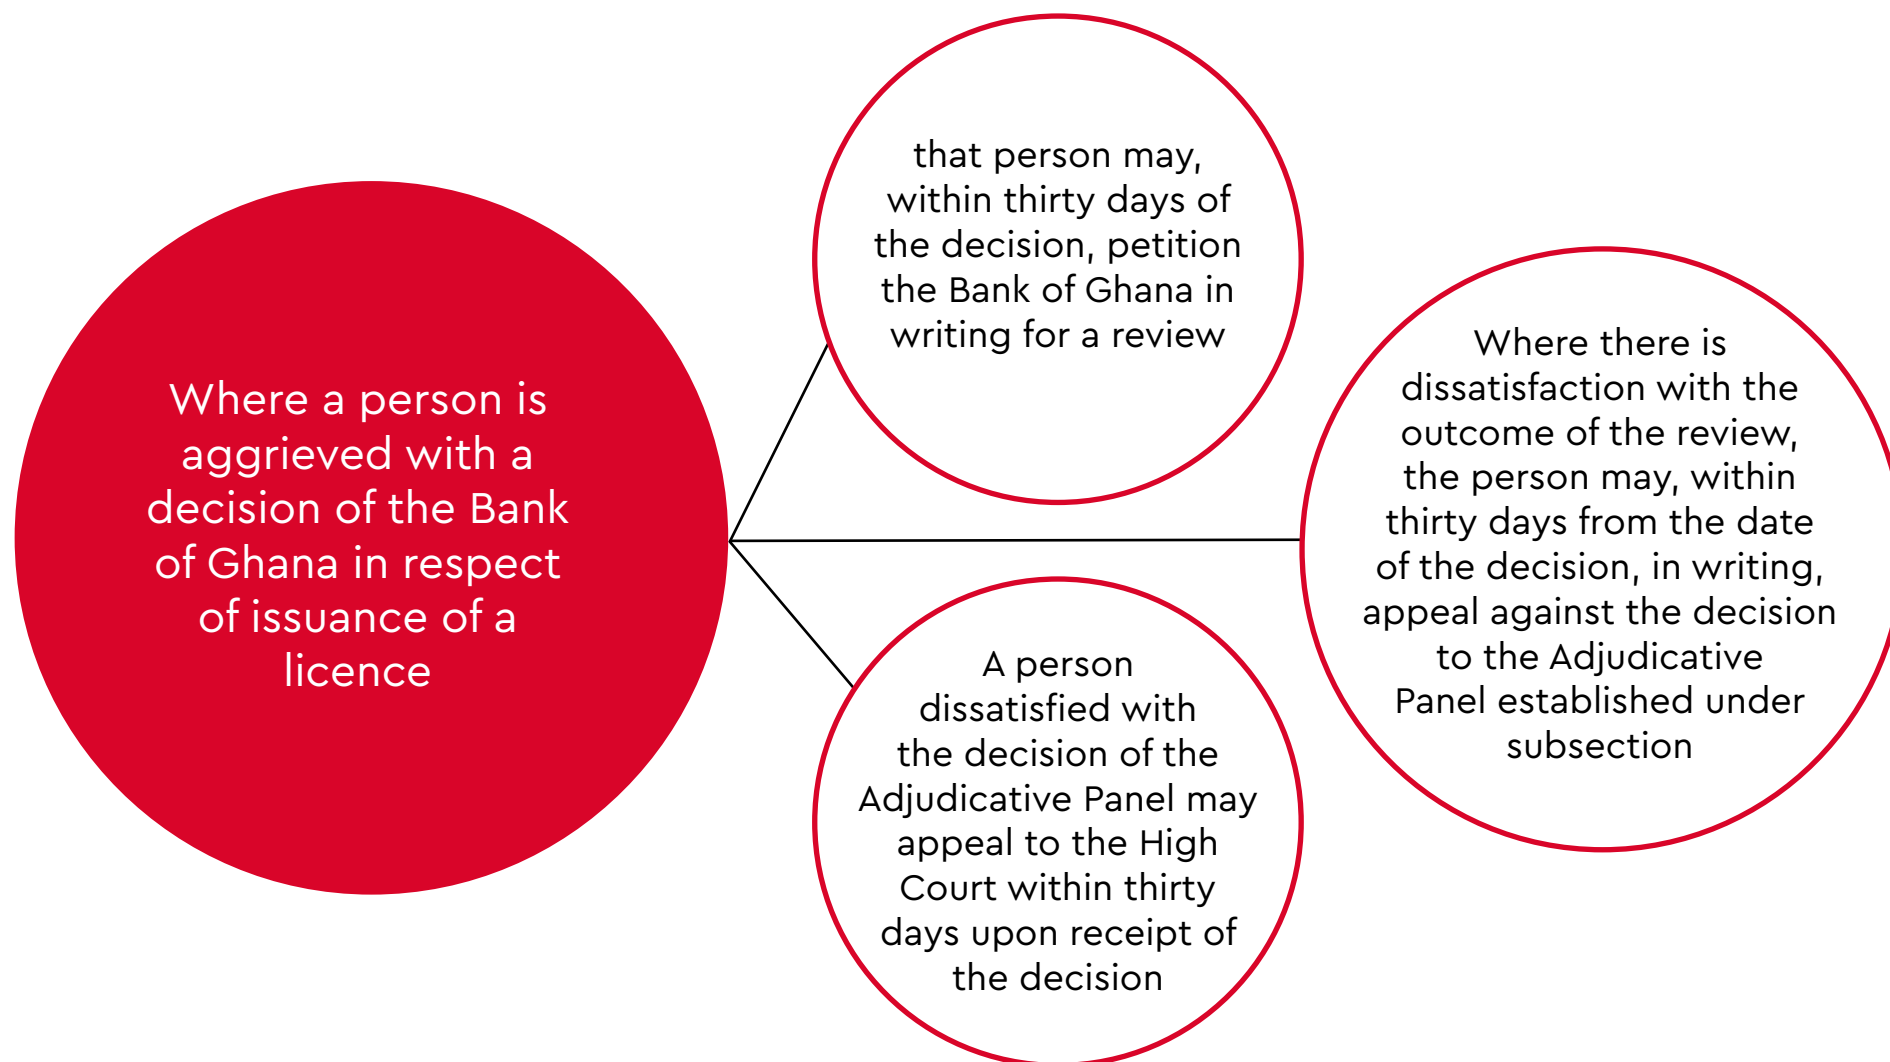 Where a person is
aggrieved with a
decision of the Bank
of Ghana in respect
of issuance of a
licence
that person may,
within thirty days of
the decision, petition
the Bank of Ghana in
writing for a review
Where there is
dissatisfaction with the
outcome of the review,
the person may, within
thirty days from the date
of the decision, in writing,
appeal against the decision
to the Adjudicative
Panel established under
subsection
A person
dissatisfied with
the decision of the
Adjudicative Panel may
appeal to the High
Court within thirty
days upon receipt of
the decision